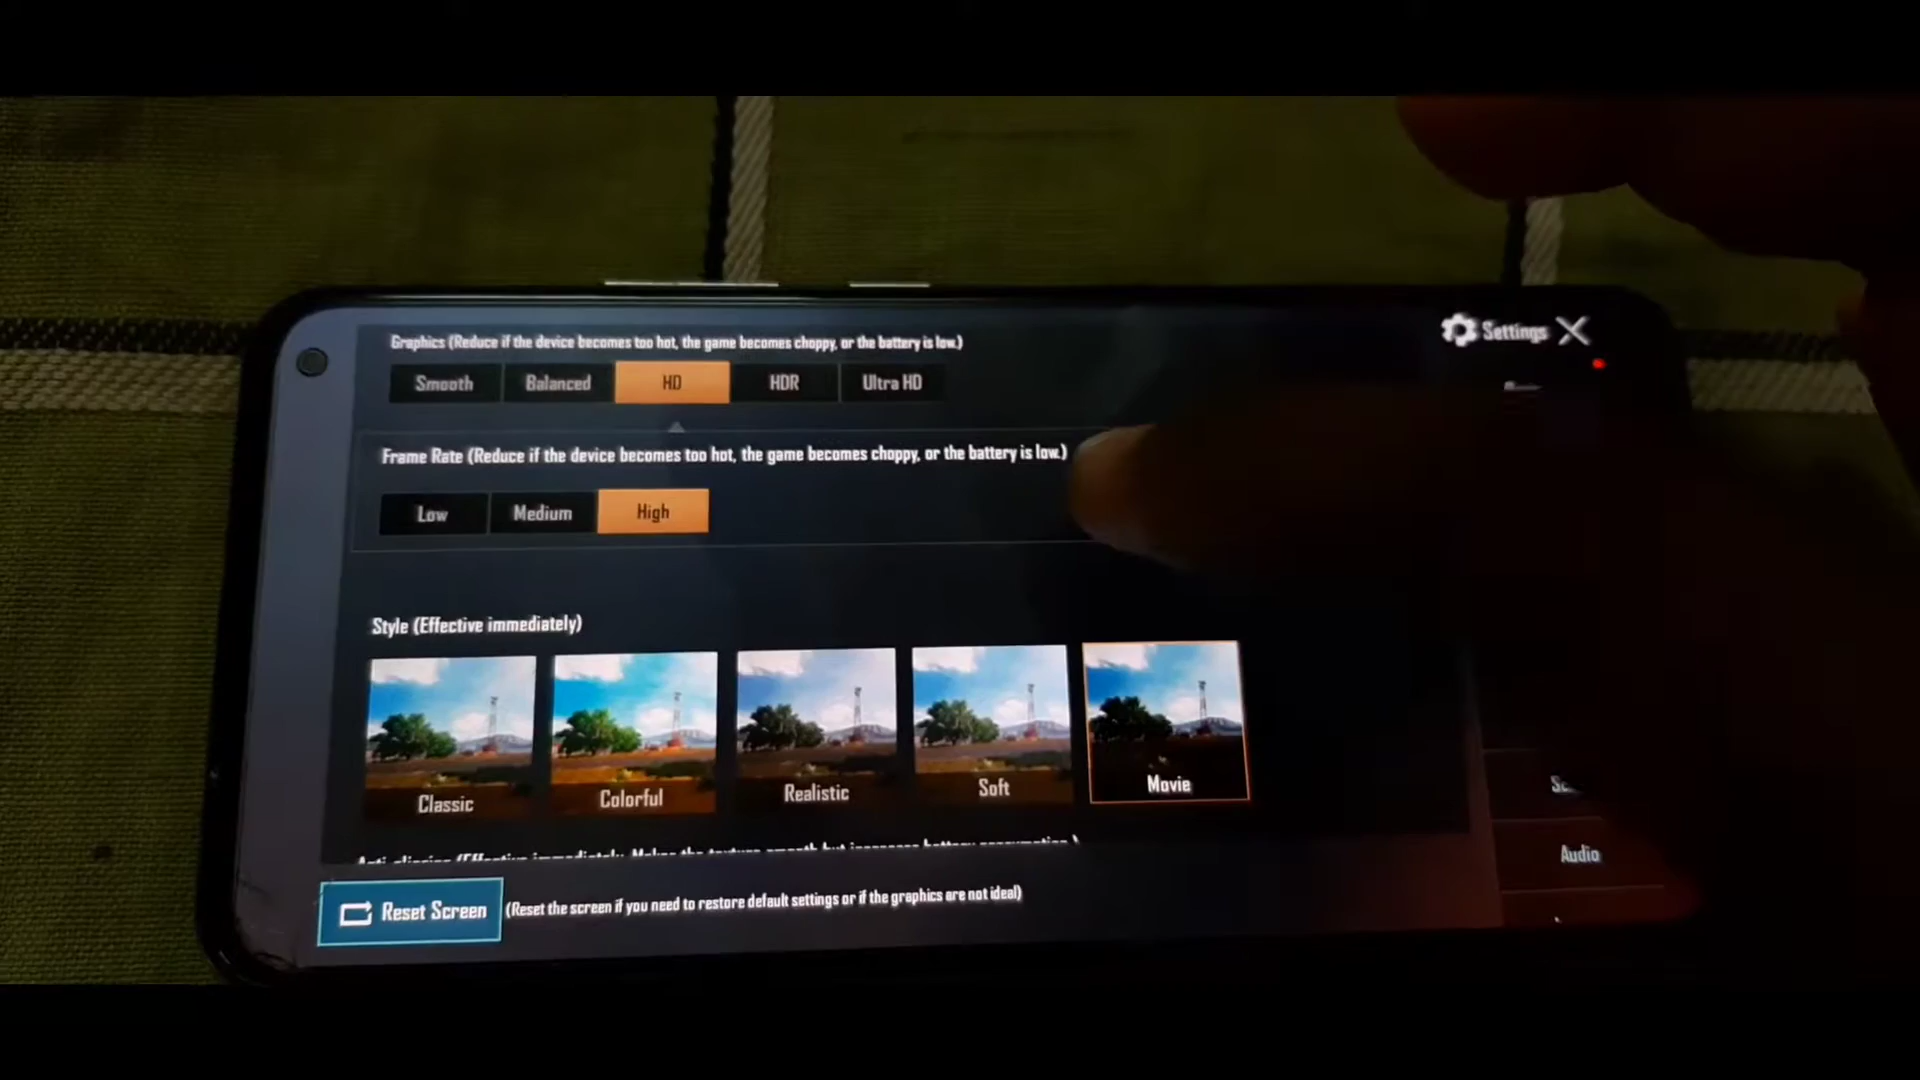 Graphics (Reduce if the device becomes too hot, the game becomes choppy, or the battery is low.)
Settings
Smooth
Balanced
HD
HDR
Ultra HD
Frame Rate (Reduce if the device becomes too hot, the game becomes choppy, or the battery is low.)
Low
Medium
High
Style (Effective immediately)
Classic
Colorful
Realistic
Soft
Movie
Audio
Reset Screen
(Reset the screen if you need to restore default settings or if the graphics are not ideal)